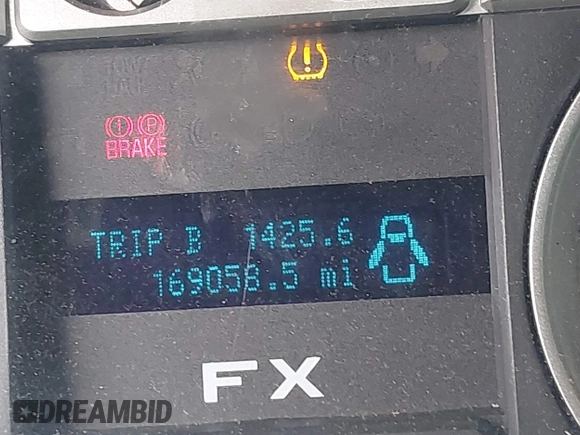 (!) (P)
BRAKE
TRIP B 1425.6
169058.5 mi
FX
DREAMBID